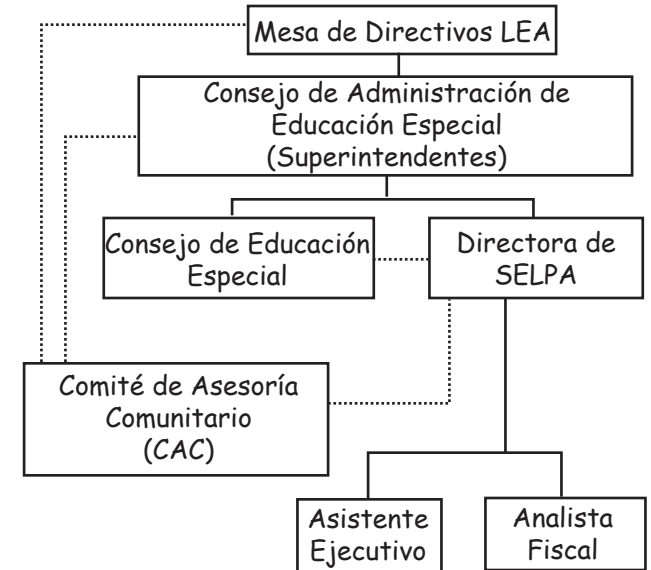 Mesa de Directivos LEA
Consejo de Administración de
Educación Especial
(Superintendentes)
Consejo de Educación
Especial
Directora de
SELPA
Comité de Asesoría
Comunitario
(CAC)
Asistente
Ejecutivo
Analista
Fiscal